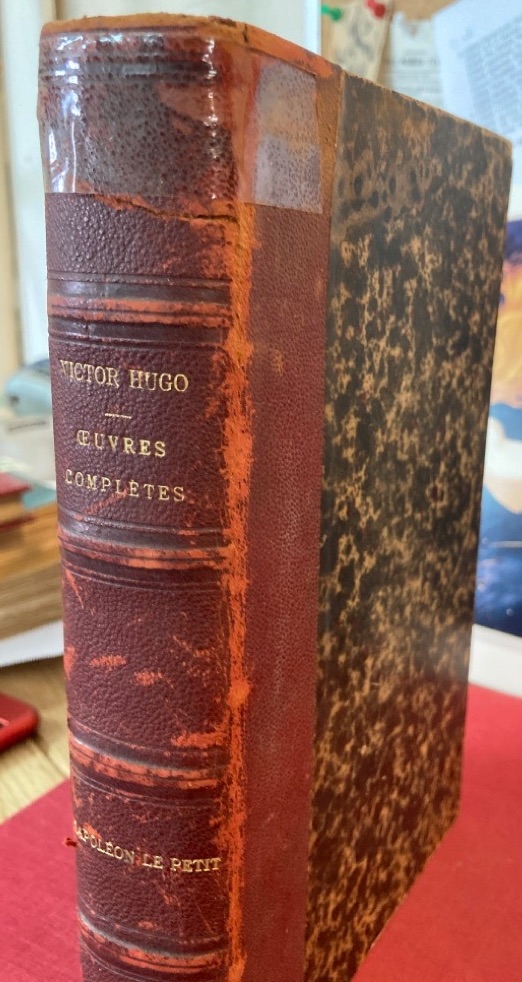 VICTOR HUGO
ŒUVRES
COMPLÈTES
NAPOLÉON LE PETIT